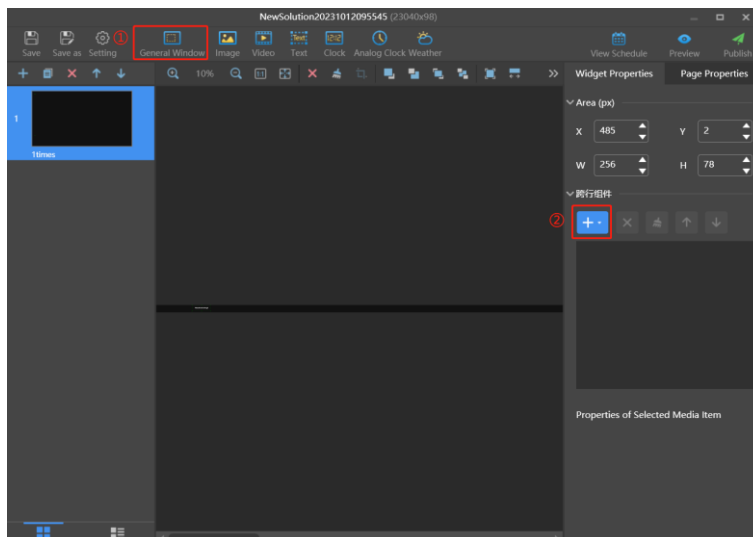 NewSolution20231012095545 (23040x98)
Save Save as Setting ① General Window Image Video Text Clock Analog Clock Weather View Schedule Preview Publish
10% Widget Properties Page Properties
Area (px)
1
X 485 Y 2
1times
W 256 H 78
跨行组件
②
Properties of Selected Media Item